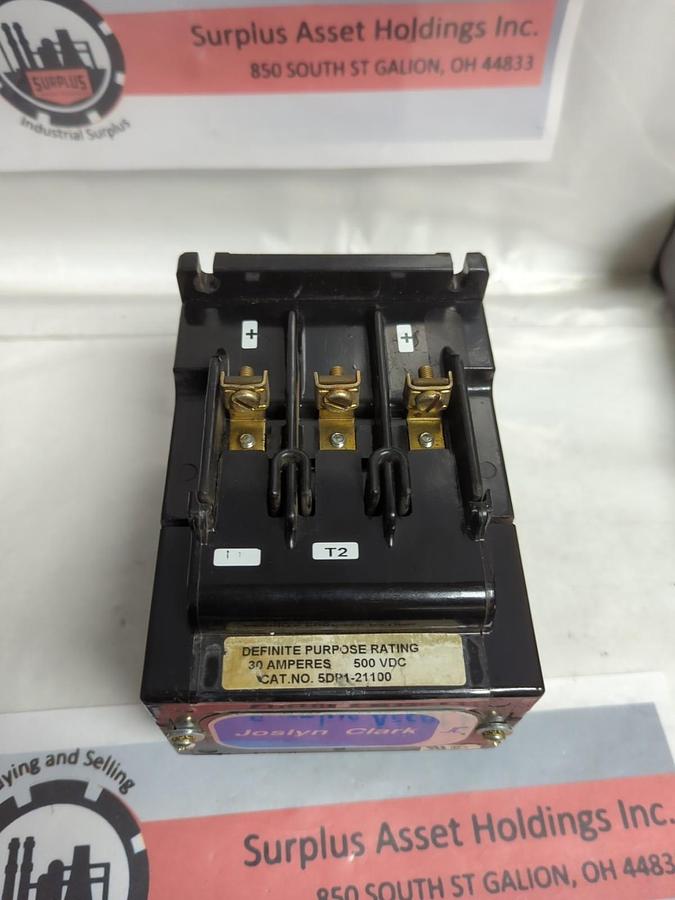 Surplus Asset Holdings Inc.
850 SOUTH ST GALION, OH 44833
SURPLUS
Industrial Surplus
+
+
T2
DEFINITE PURPOSE RATING
30 AMPERES 500 VDC
CAT.NO. 5DP1-21100
Joslyn Clark
Buying and Selling
Surplus Asset Holdings Inc.
850 SOUTH ST GALION, OH 4483